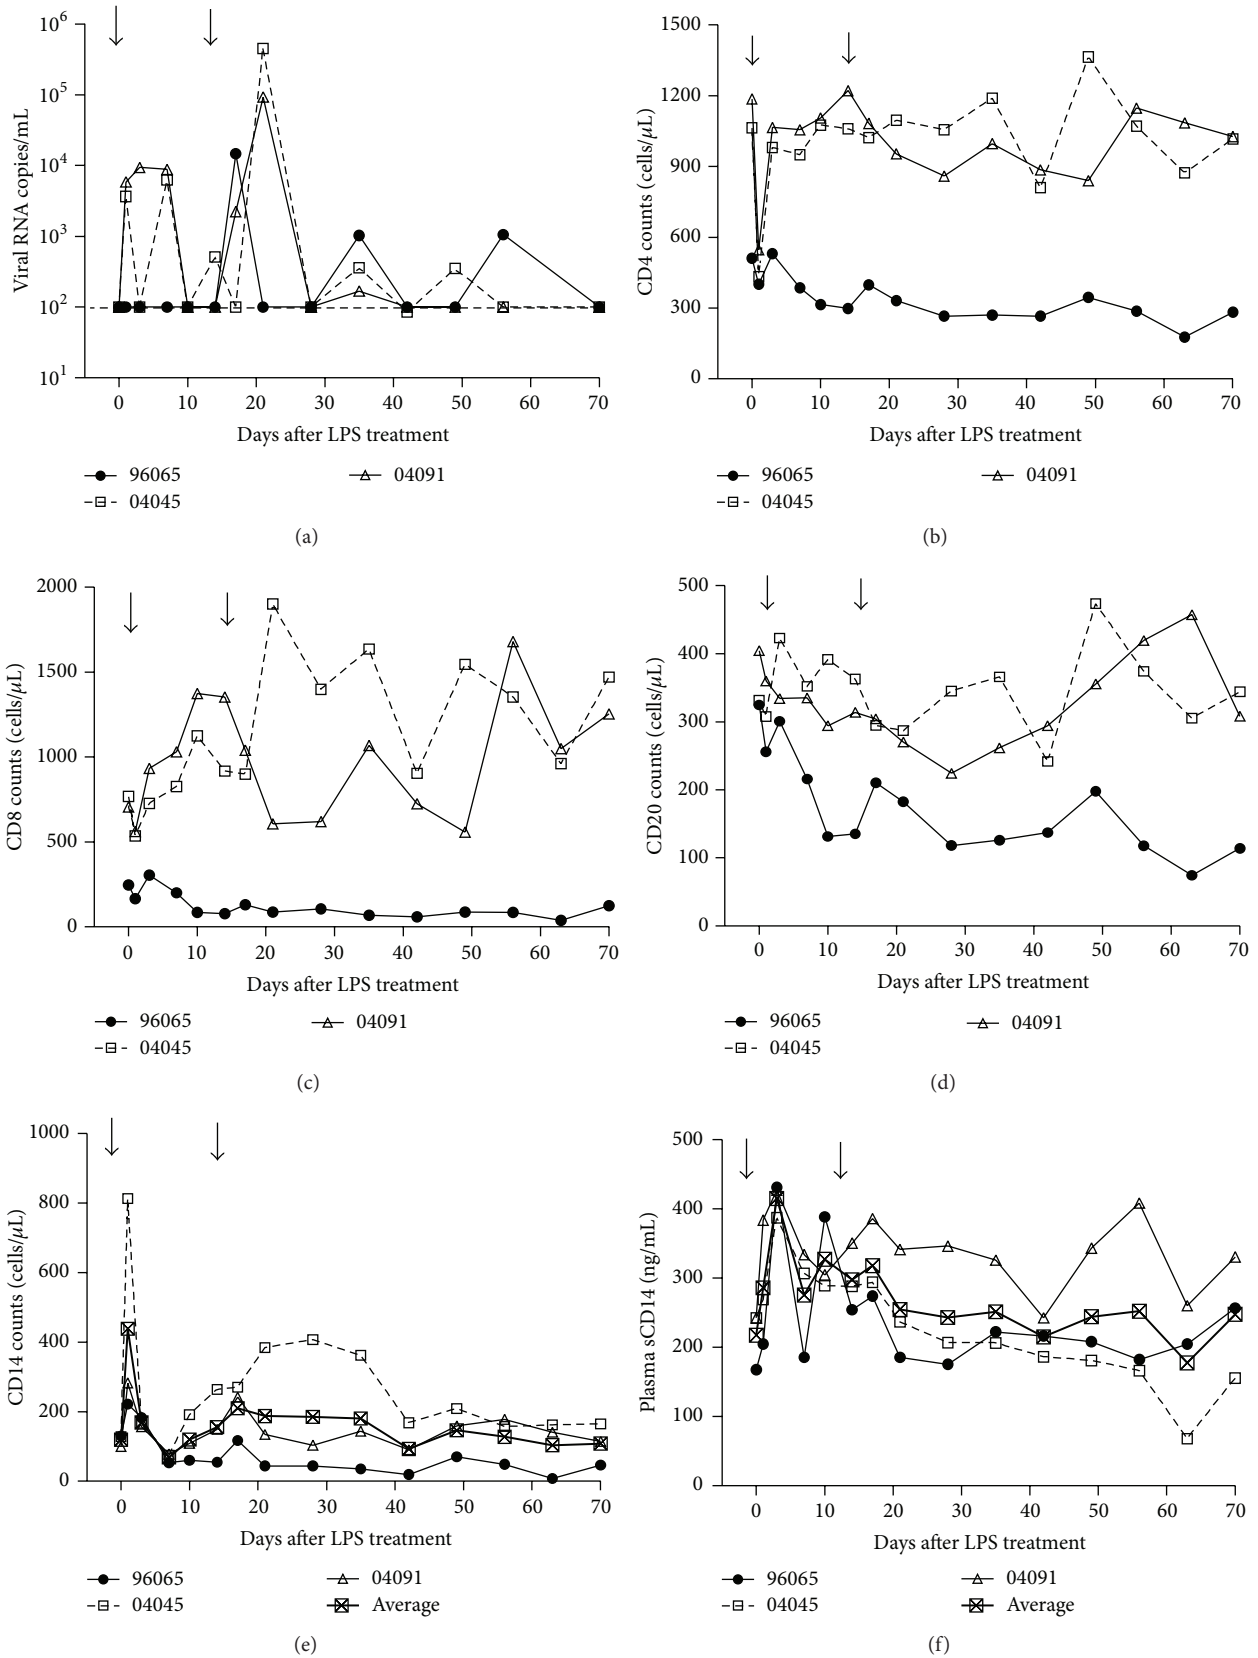 10^6
10^5
10^4
10^3
10^2
10^1
Viral RNA copies/mL
0 10 20 30 40 50 60 70
Days after LPS treatment
96065
04091
04045
(a)
1500
1200
900
600
300
0
CD4 counts (cells/μL)
0 10 20 30 40 50 60 70
Days after LPS treatment
96065
04091
04045
(b)
2000
1500
1000
500
0
CD8 counts (cells/μL)
0 10 20 30 40 50 60 70
Days after LPS treatment
96065
04091
04045
(c)
500
400
300
200
100
0
CD20 counts (cells/μL)
0 10 20 30 40 50 60 70
Days after LPS treatment
96065
04091
04045
(d)
1000
800
600
400
200
0
CD14 counts (cells/μL)
0 10 20 30 40 50 60 70
Days after LPS treatment
96065
04091
04045
Average
(e)
500
400
300
200
100
0
Plasma sCD14 (ng/mL)
0 10 20 30 40 50 60 70
Days after LPS treatment
96065
04091
04045
Average
(f)